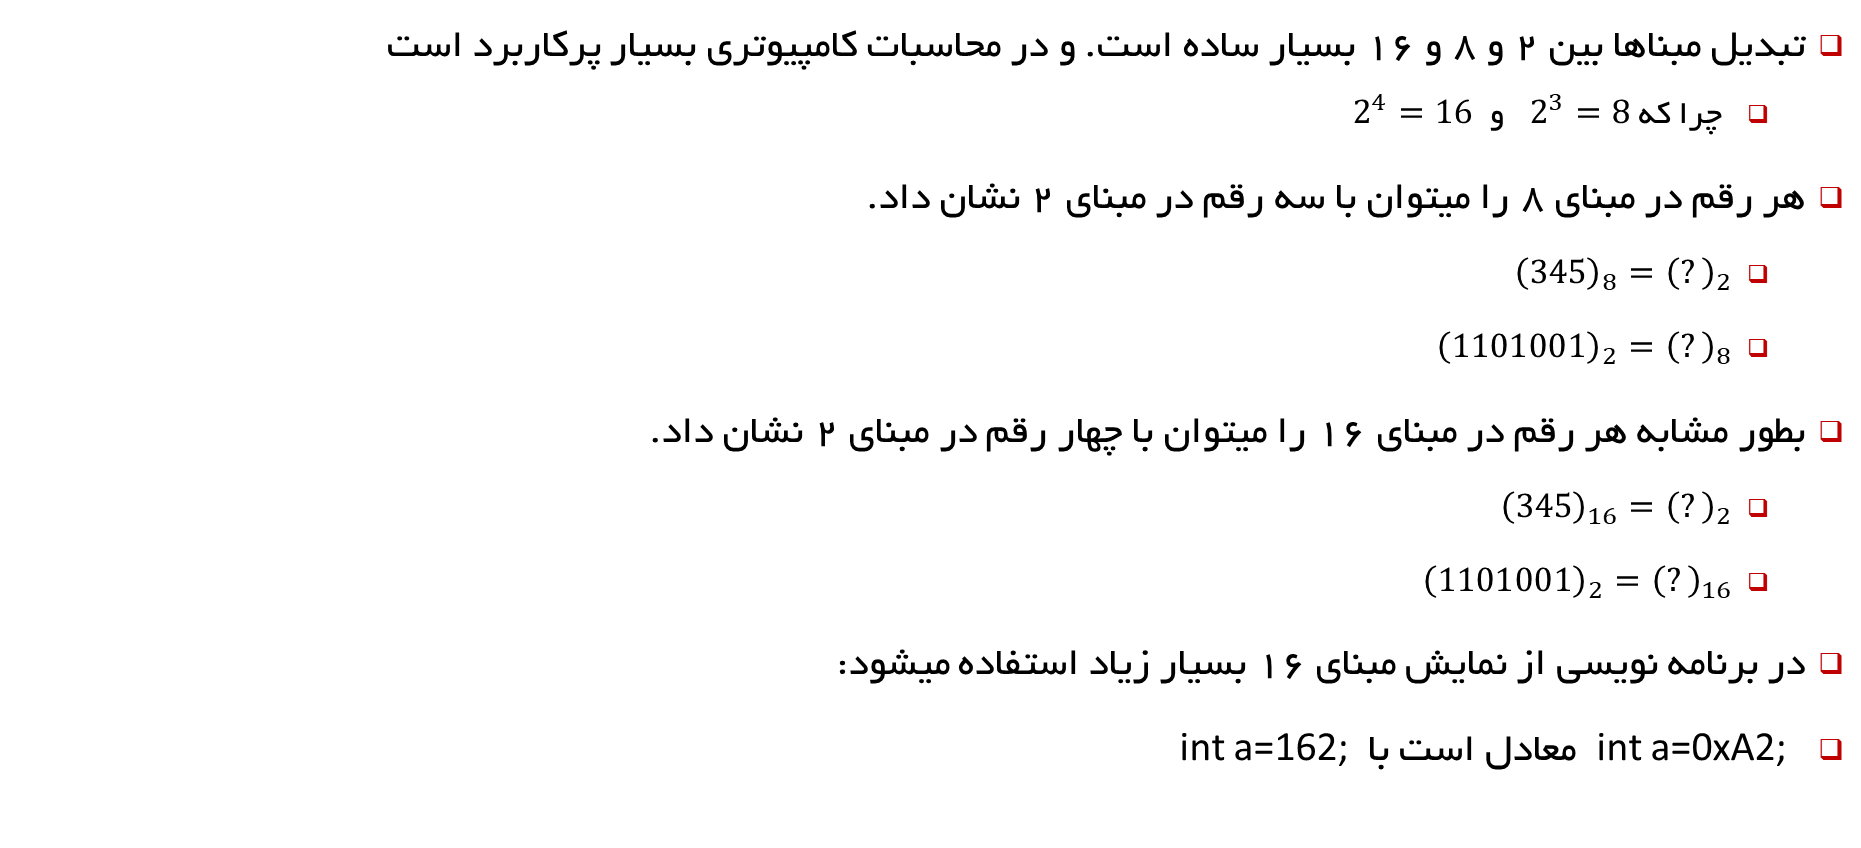 تبدیل مبناها بین ۲ و ۸ و ۱۶ بسیار ساده است. و در محاسبات کامپیوتری بسیار پرکاربرد است
چرا که 2^3 = 8 و 2^4 = 16
هر رقم در مبنای ۸ را میتوان با سه رقم در مبنای ۲ نشان داد.
(345)_8 = (?)_2
(1101001)_2 = (?)_8
بطور مشابه هر رقم در مبنای ۱۶ را میتوان با چهار رقم در مبنای ۲ نشان داد.
(345)_16 = (?)_2
(1101001)_2 = (?)_16
در برنامه نویسی از نمایش مبنای ۱۶ بسیار زیاد استفاده میشود:
int a=0xA2; معادل است با int a=162;